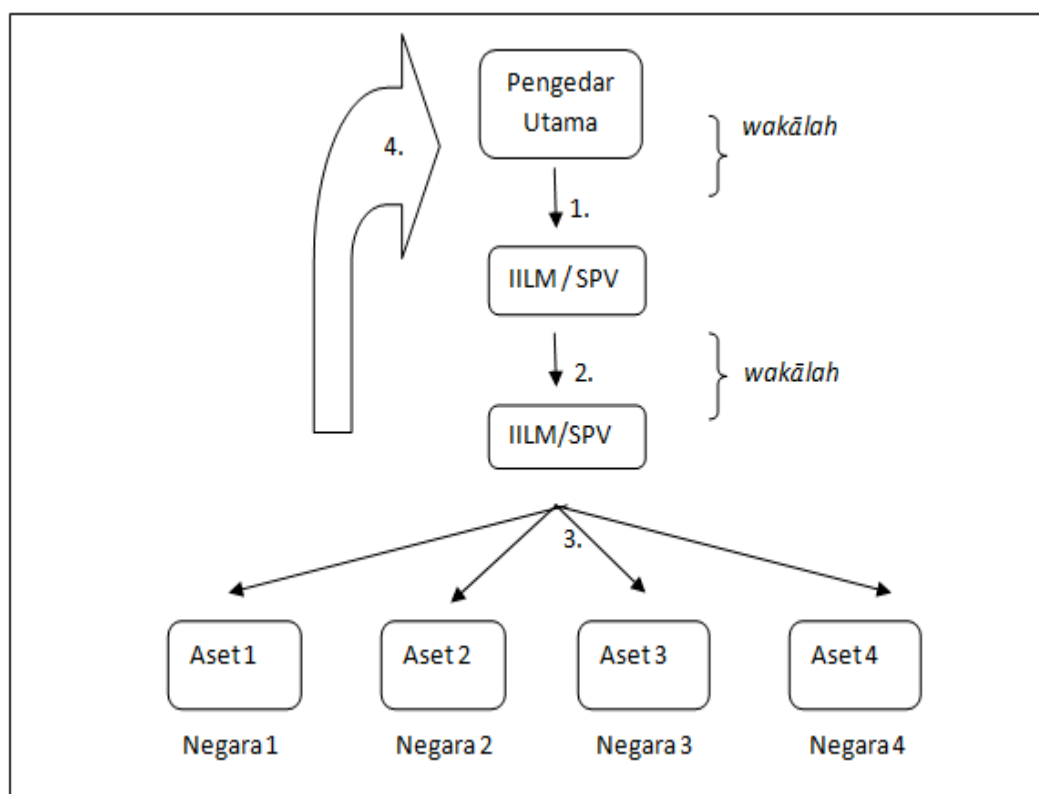 Pengedar
Utama
wakālah
4.
1.
IILM / SPV
2.
wakālah
IILM/SPV
3.
Aset 1
Aset 2
Aset 3
Aset 4
Negara 1
Negara 2
Negara 3
Negara 4